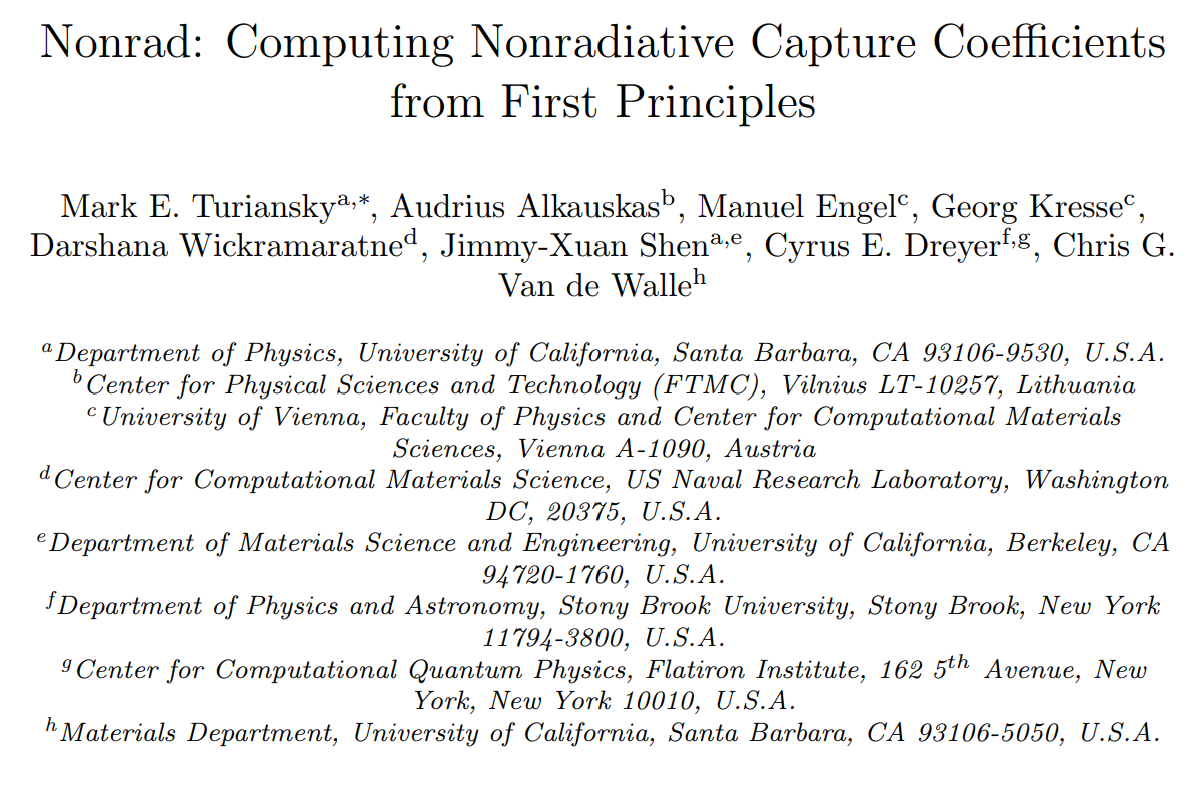 Nonrad: Computing Nonradiative Capture Coefficients
from First Principles
Mark E. Turiansky^{a,*}, Audrius Alkauskas^b, Manuel Engel^c, Georg Kresse^c,
Darshana Wickramaratne^d, Jimmy-Xuan Shen^{a,e}, Cyrus E. Dreyer^{f,g}, Chris G.
Van de Walle^h
^a Department of Physics, University of California, Santa Barbara, CA 93106-9530, U.S.A.
^b Center for Physical Sciences and Technology (FTMC), Vilnius LT-10257, Lithuania
^c University of Vienna, Faculty of Physics and Center for Computational Materials
Sciences, Vienna A-1090, Austria
^d Center for Computational Materials Science, US Naval Research Laboratory, Washington
DC, 20375, U.S.A.
^e Department of Materials Science and Engineering, University of California, Berkeley, CA
94720-1760, U.S.A.
^f Department of Physics and Astronomy, Stony Brook University, Stony Brook, New York
11794-3800, U.S.A.
^g Center for Computational Quantum Physics, Flatiron Institute, 162 5^{th} Avenue, New
York, New York 10010, U.S.A.
^h Materials Department, University of California, Santa Barbara, CA 93106-5050, U.S.A.